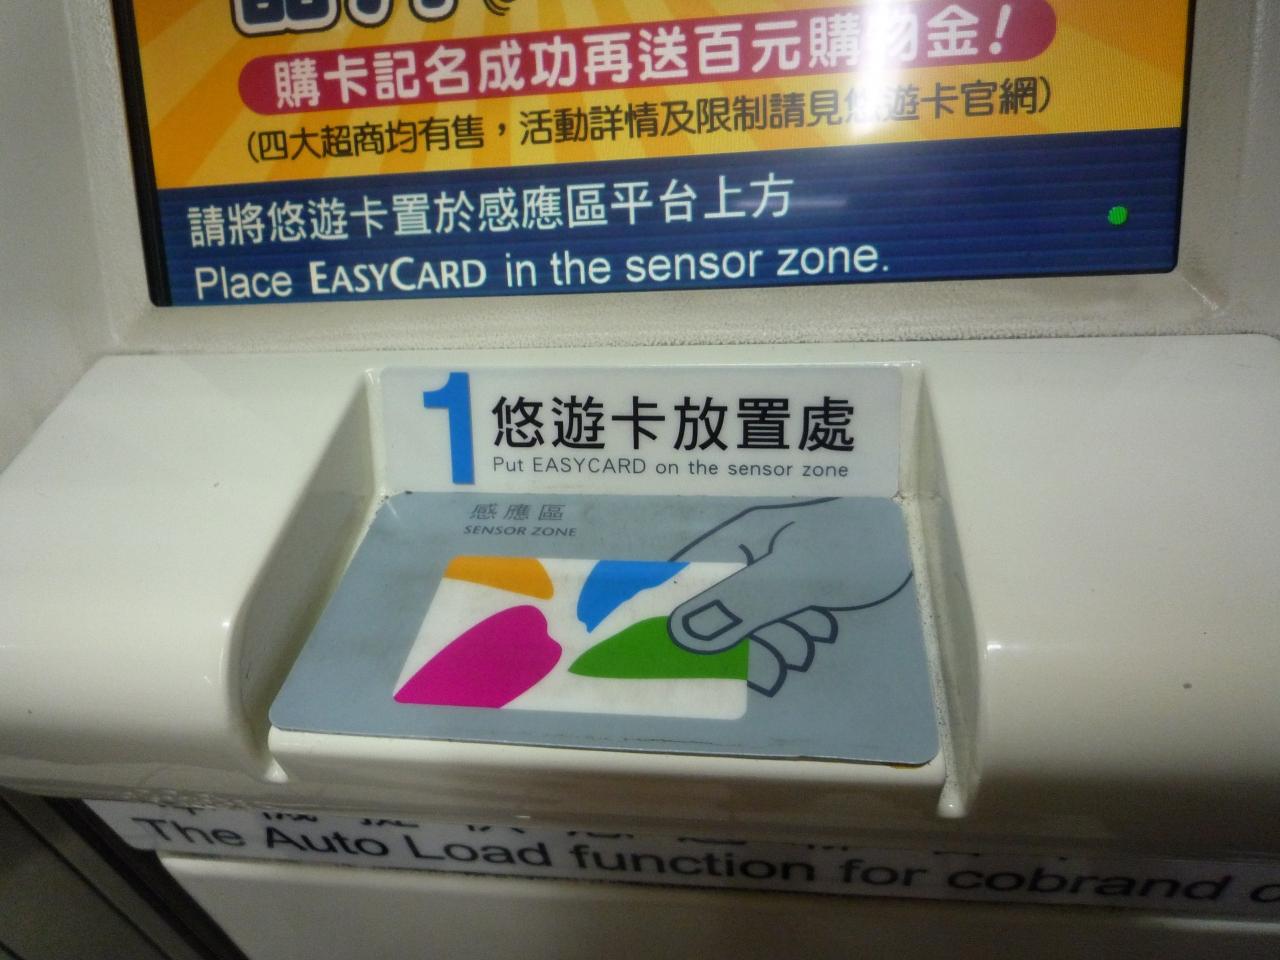 購卡記名成功再送百元購物金!
(四大超商均有售,活動詳情及限制請見悠遊卡官網)
請將悠遊卡置於感應區平台上方
Place EASYCARD in the sensor zone.
1 悠遊卡放置處
Put EASYCARD on the sensor zone
感應區
SENSOR ZONE
The Auto Load function for cobrand